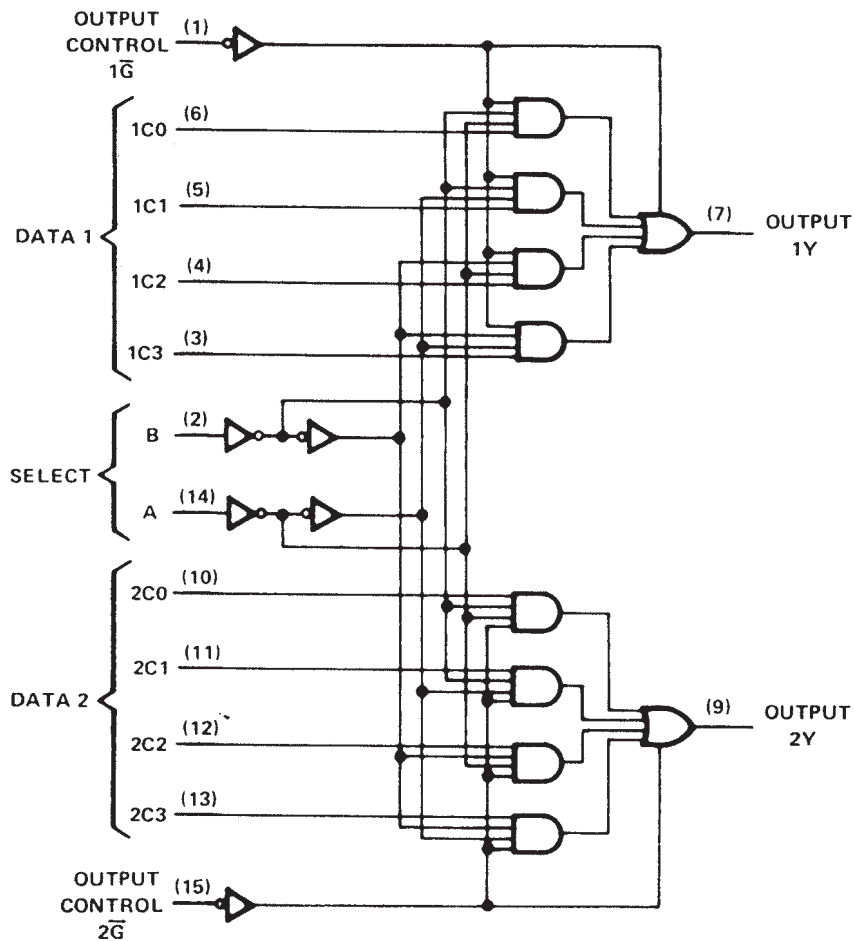 OUTPUT
CONTROL
1G̅
(1)
DATA 1
1C0
(6)
1C1
(5)
1C2
(4)
1C3
(3)
(7)
OUTPUT
1Y
SELECT
B
(2)
A
(14)
DATA 2
2C0
(10)
2C1
(11)
2C2
(12)
2C3
(13)
(9)
OUTPUT
2Y
OUTPUT
CONTROL
2G̅
(15)